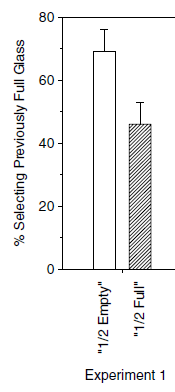 80
60
40
20
0
% Selecting Previously Full Glass
"1/2 Empty"
"1/2 Full"
Experiment 1